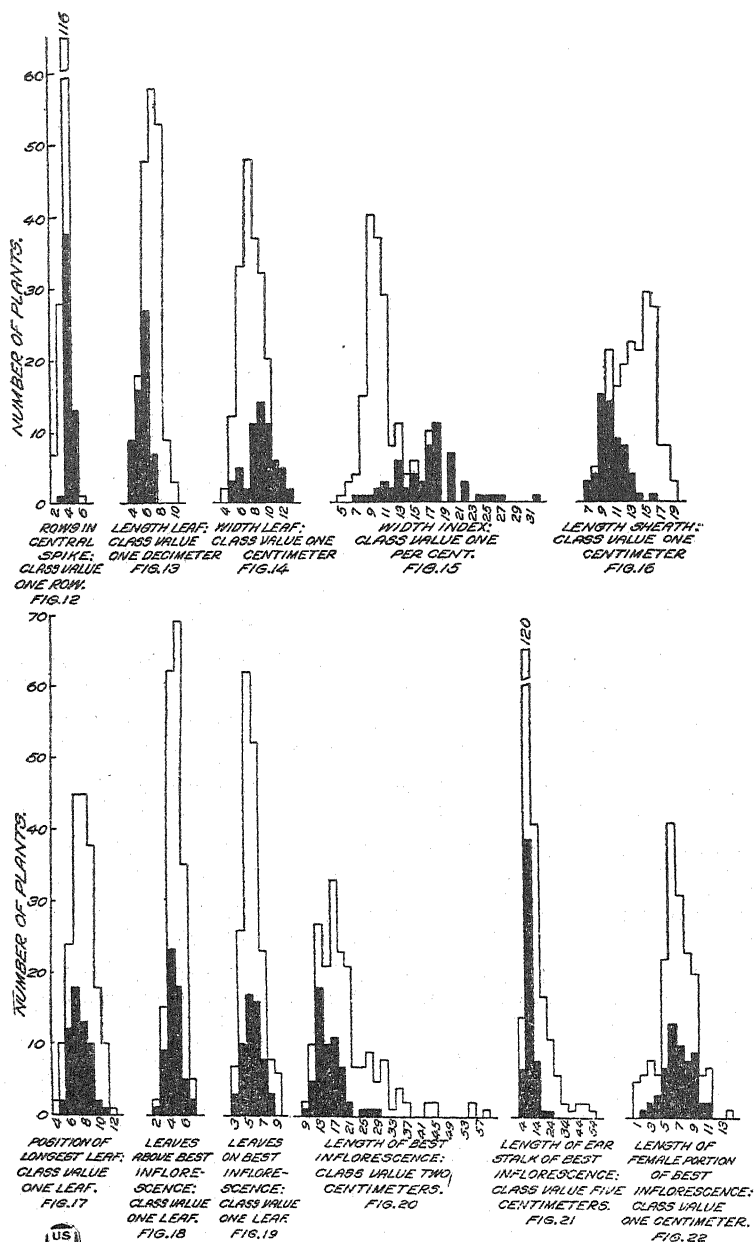 116
60
50
40
30
20
10
0
NUMBER OF PLANTS.
2 4 6
ROWS IN
CENTRAL
SPIKE;
CLASS VALUE
ONE ROW.
FIG.12
4 6 8 10
LENGTH LEAF;
CLASS VALUE
ONE DECIMETER
FIG.13
4 6 8 10 12
WIDTH LEAF;
CLASS VALUE ONE
CENTIMETER
FIG.14
5 7 9 11 13 15 17 19 21 23 25 27 29 31
WIDTH INDEX;
CLASS VALUE ONE
PER CENT.
FIG.15
7 9 11 13 15 17 19
LENGTH SHEATH;
CLASS VALUE ONE
CENTIMETER
FIG.16
70
60
50
40
30
20
10
0
NUMBER OF PLANTS.
4 6 8 10 12
POSITION OF
LONGEST LEAF;
CLASS VALUE
ONE LEAF.
FIG.17
2 4 6
LEAVES
ABOVE BEST
INFLORE-
SCENCE;
CLASS VALUE
ONE LEAF.
FIG.18
3 5 7 9
LEAVES
ON BEST
INFLORE-
SCENCE;
CLASS VALUE
ONE LEAF
FIG.19
9 13 17 21 25 29 33 37 41 45 49 53 57
LENGTH OF BEST
INFLORESCENCE;
CLASS VALUE TWO
CENTIMETERS.
FIG.20
120
4 14 24 34 44 54
LENGTH OF EAR
STALK OF BEST
INFLORESCENCE;
CLASS VALUE FIVE
CENTIMETERS.
FIG.21
1 3 5 7 9 11 13
LENGTH OF
FEMALE PORTION
OF BEST
INFLORESCENCE;
CLASS VALUE
ONE CENTIMETER.
FIG.22
US